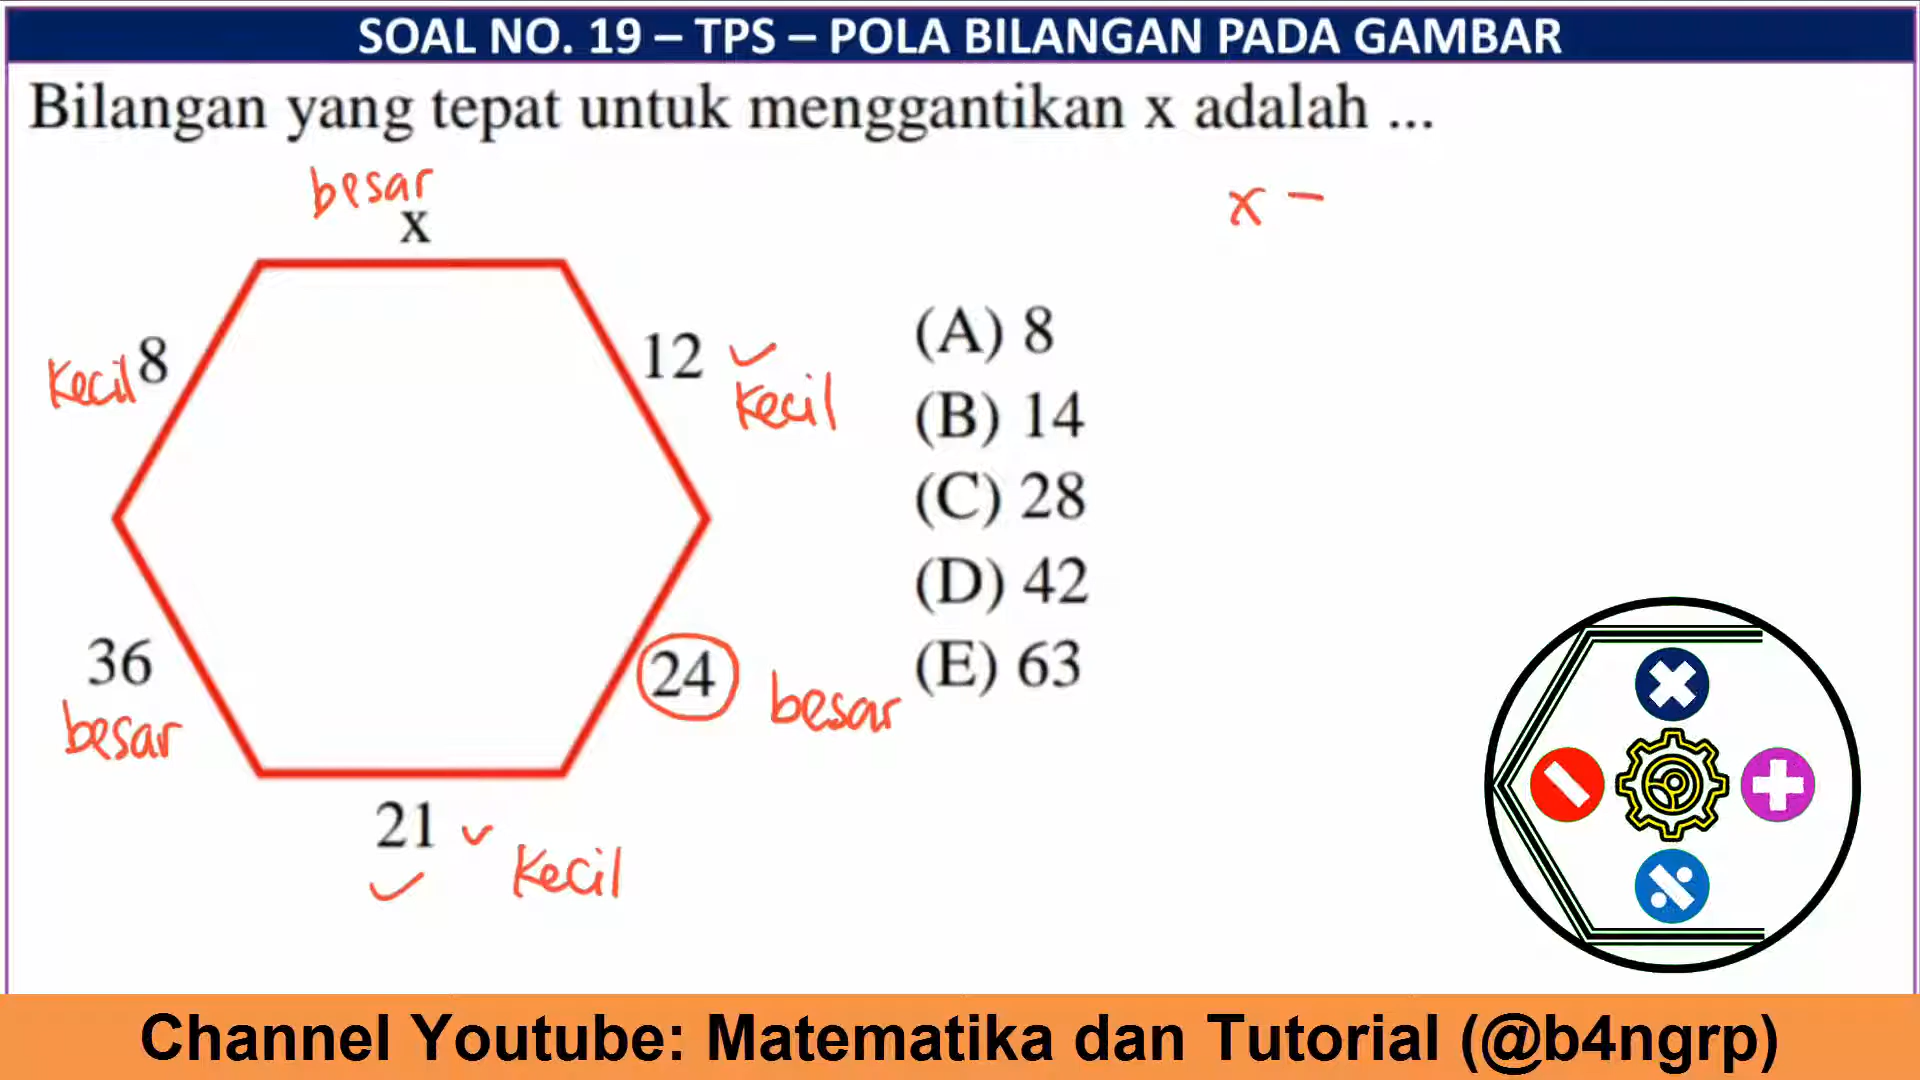 SOAL NO. 19 – TPS – POLA BILANGAN PADA GAMBAR
Bilangan yang tepat untuk menggantikan x adalah ...
besar
x
x –
8
Kecil
12
Kecil
(A) 8
(B) 14
(C) 28
(D) 42
(E) 63
36
besar
24
besar
21
Kecil
Channel Youtube: Matematika dan Tutorial (@b4ngrp)